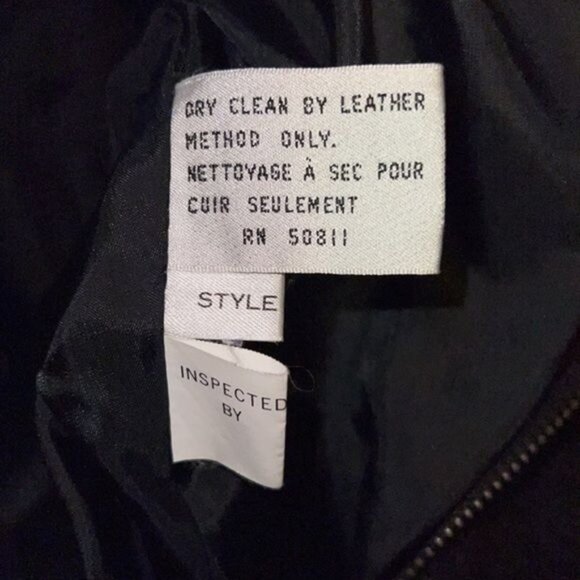 DRY CLEAN BY LEATHER
METHOD ONLY.
NETTOYAGE À SEC POUR
CUIR SEULEMENT
RN 50811
STYLE
INSPECTED
BY